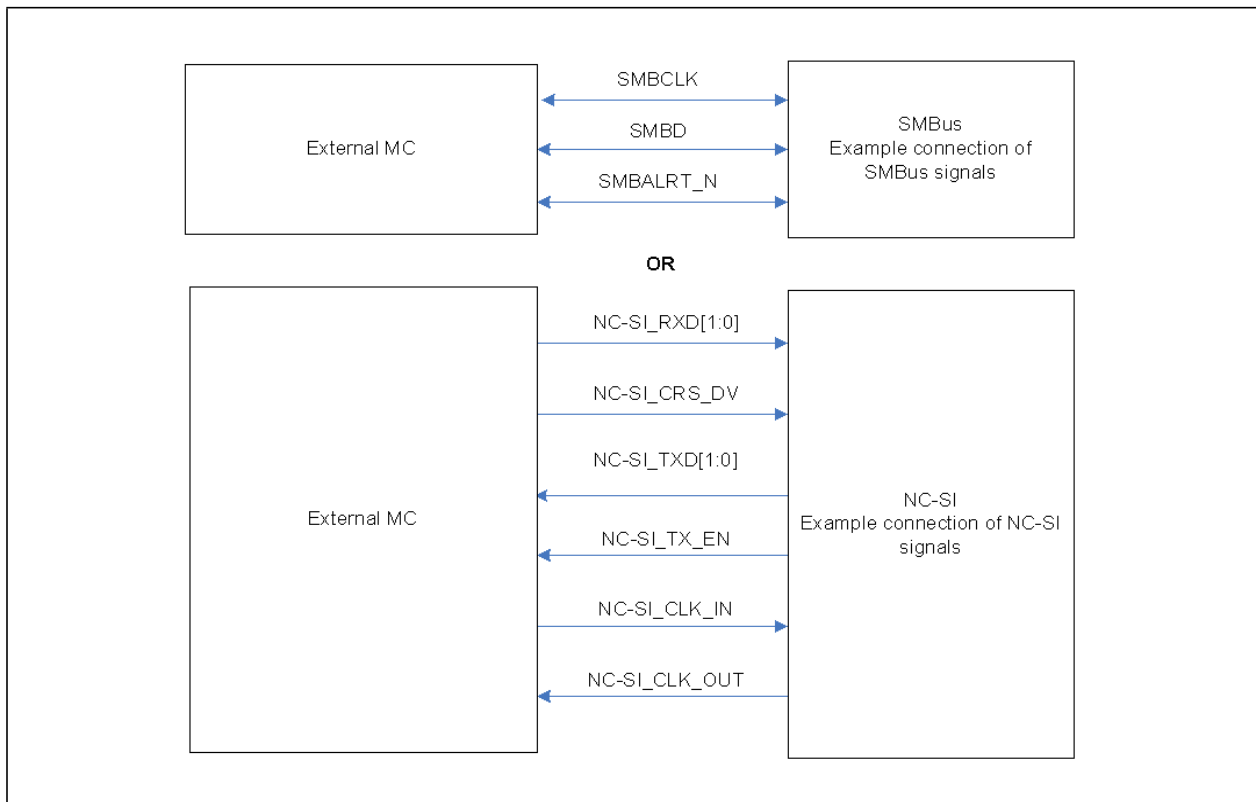 SMBCLK
SMBD
SMBALRT_N
External MC
SMBus
Example connection of
SMBus signals
OR
NC-SI_RXD[1:0]
NC-SI_CRS_DV
NC-SI_TXD[1:0]
NC-SI_TX_EN
NC-SI_CLK_IN
NC-SI_CLK_OUT
External MC
NC-SI
Example connection of NC-SI
signals